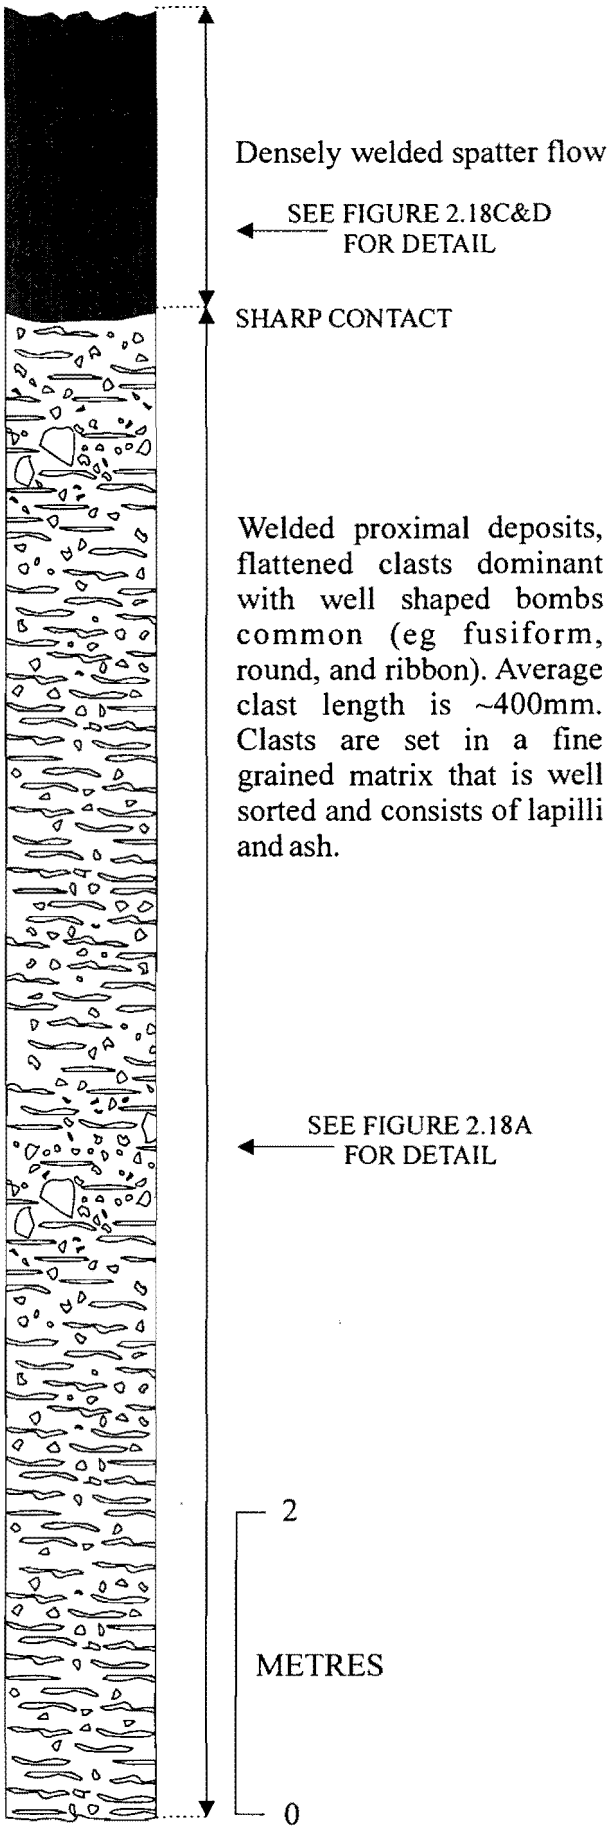 Densely welded spatter flow
SEE FIGURE 2.18C&D
FOR DETAIL
SHARP CONTACT
Welded proximal deposits,
flattened clasts dominant
with well shaped bombs
common (eg fusiform,
round, and ribbon). Average
clast length is ~400mm.
Clasts are set in a fine
grained matrix that is well
sorted and consists of lapilli
and ash.
SEE FIGURE 2.18A
FOR DETAIL
2
METRES
0